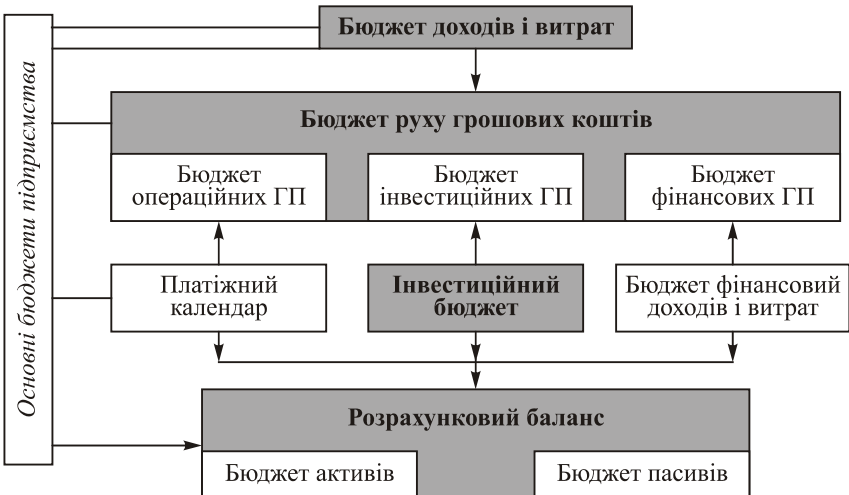 Основні бюджети підприємства
Бюджет доходів і витрат
Бюджет руху грошових коштів
Бюджет
операційних ГП
Бюджет
інвестиційних ГП
Бюджет
фінансових ГП
Платіжний
календар
Інвестиційний
бюджет
Бюджет фінансовий
доходів і витрат
Розрахунковий баланс
Бюджет активів
Бюджет пасивів